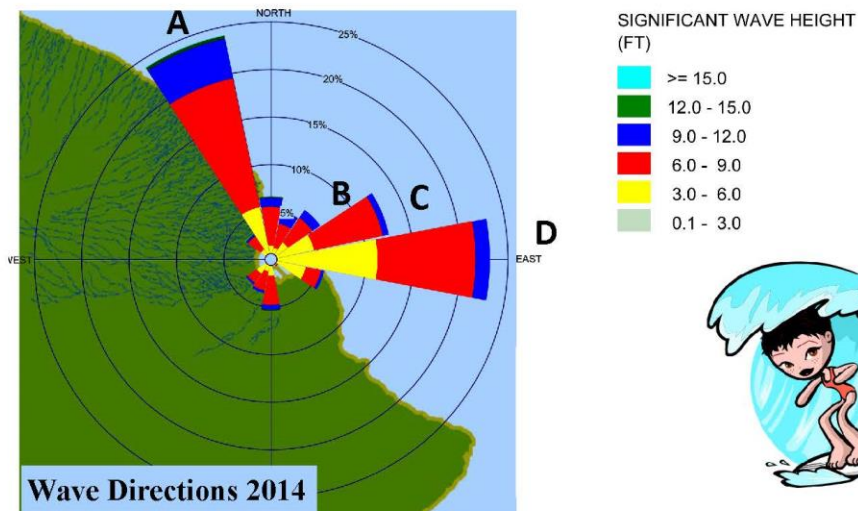 A
NORTH
25%
20%
15%
10%
5%
B
C
D
WEST
EAST
Wave Directions 2014
SIGNIFICANT WAVE HEIGHT
(FT)
>= 15.0
12.0 - 15.0
9.0 - 12.0
6.0 - 9.0
3.0 - 6.0
0.1 - 3.0